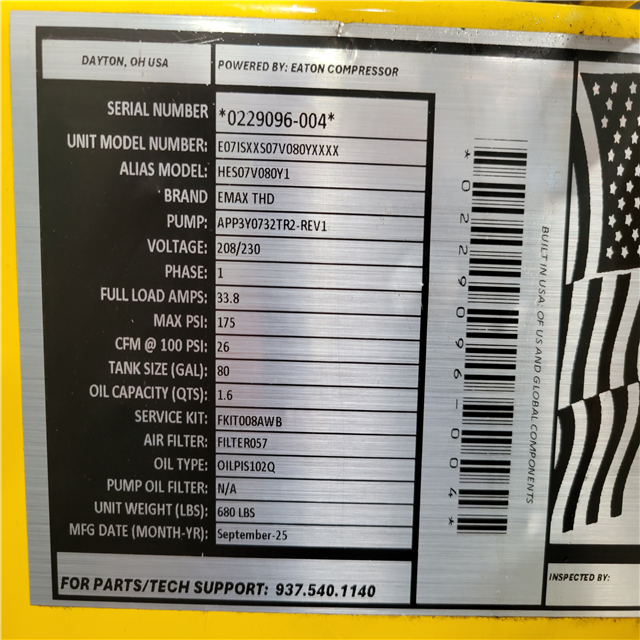 DAYTON, OH USA
POWERED BY: EATON COMPRESSOR
SERIAL NUMBER *0229096-004*
UNIT MODEL NUMBER: E07ISXXS07V080YXXXX
ALIAS MODEL: HES07V080Y1
BRAND EMAX THD
PUMP: APP3Y0732TR2-REV1
VOLTAGE: 208/230
PHASE: 1
FULL LOAD AMPS: 33.8
MAX PSI: 175
CFM @ 100 PSI: 26
TANK SIZE (GAL): 80
OIL CAPACITY (QTS): 1.6
SERVICE KIT: FKIT008AWB
AIR FILTER: FILTER057
OIL TYPE: OILPIS102Q
PUMP OIL FILTER: N/A
UNIT WEIGHT (LBS): 680 LBS
MFG DATE (MONTH-YR): September-25
FOR PARTS/TECH SUPPORT: 937.540.1140
*0229096-004*
BUILT IN USA: OF US AND GLOBAL COMPONENTS
INSPECTED BY: